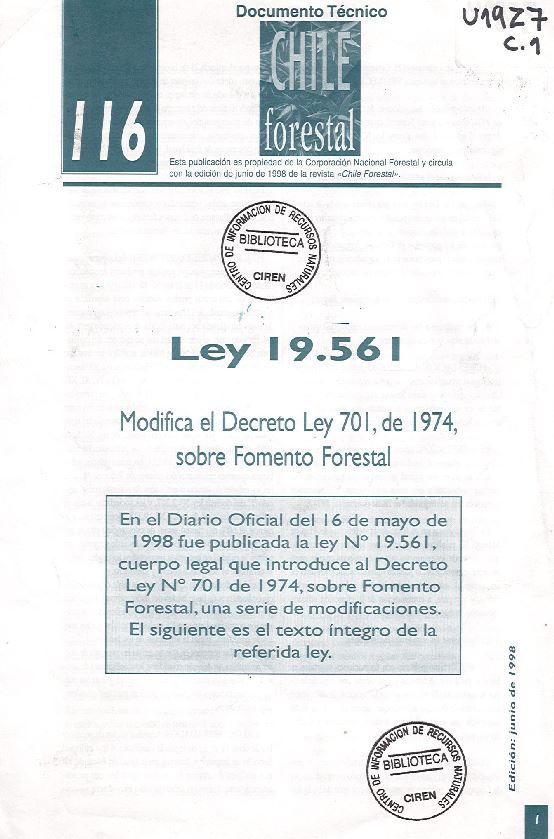 Documento Técnico
U19Z7
C.1
CHILE
forestal
116
Esta publicación es propiedad de la Corporación Nacional Forestal y circula
con la edición de junio de 1998 de la revista «Chile Forestal».
CENTRO DE INFORMACION DE RECURSOS NATURALES
BIBLIOTECA
CIREN
Ley 19.561
Modifica el Decreto Ley 701, de 1974,
sobre Fomento Forestal
En el Diario Oficial del 16 de mayo de
1998 fue publicada la ley Nº 19.561,
cuerpo legal que introduce al Decreto
Ley Nº 701 de 1974, sobre Fomento
Forestal, una serie de modificaciones.
El siguiente es el texto íntegro de la
referida ley.
Edición: junio de 1998
CENTRO DE INFORMACION DE RECURSOS NATURALES
BIBLIOTECA
CIREN
1